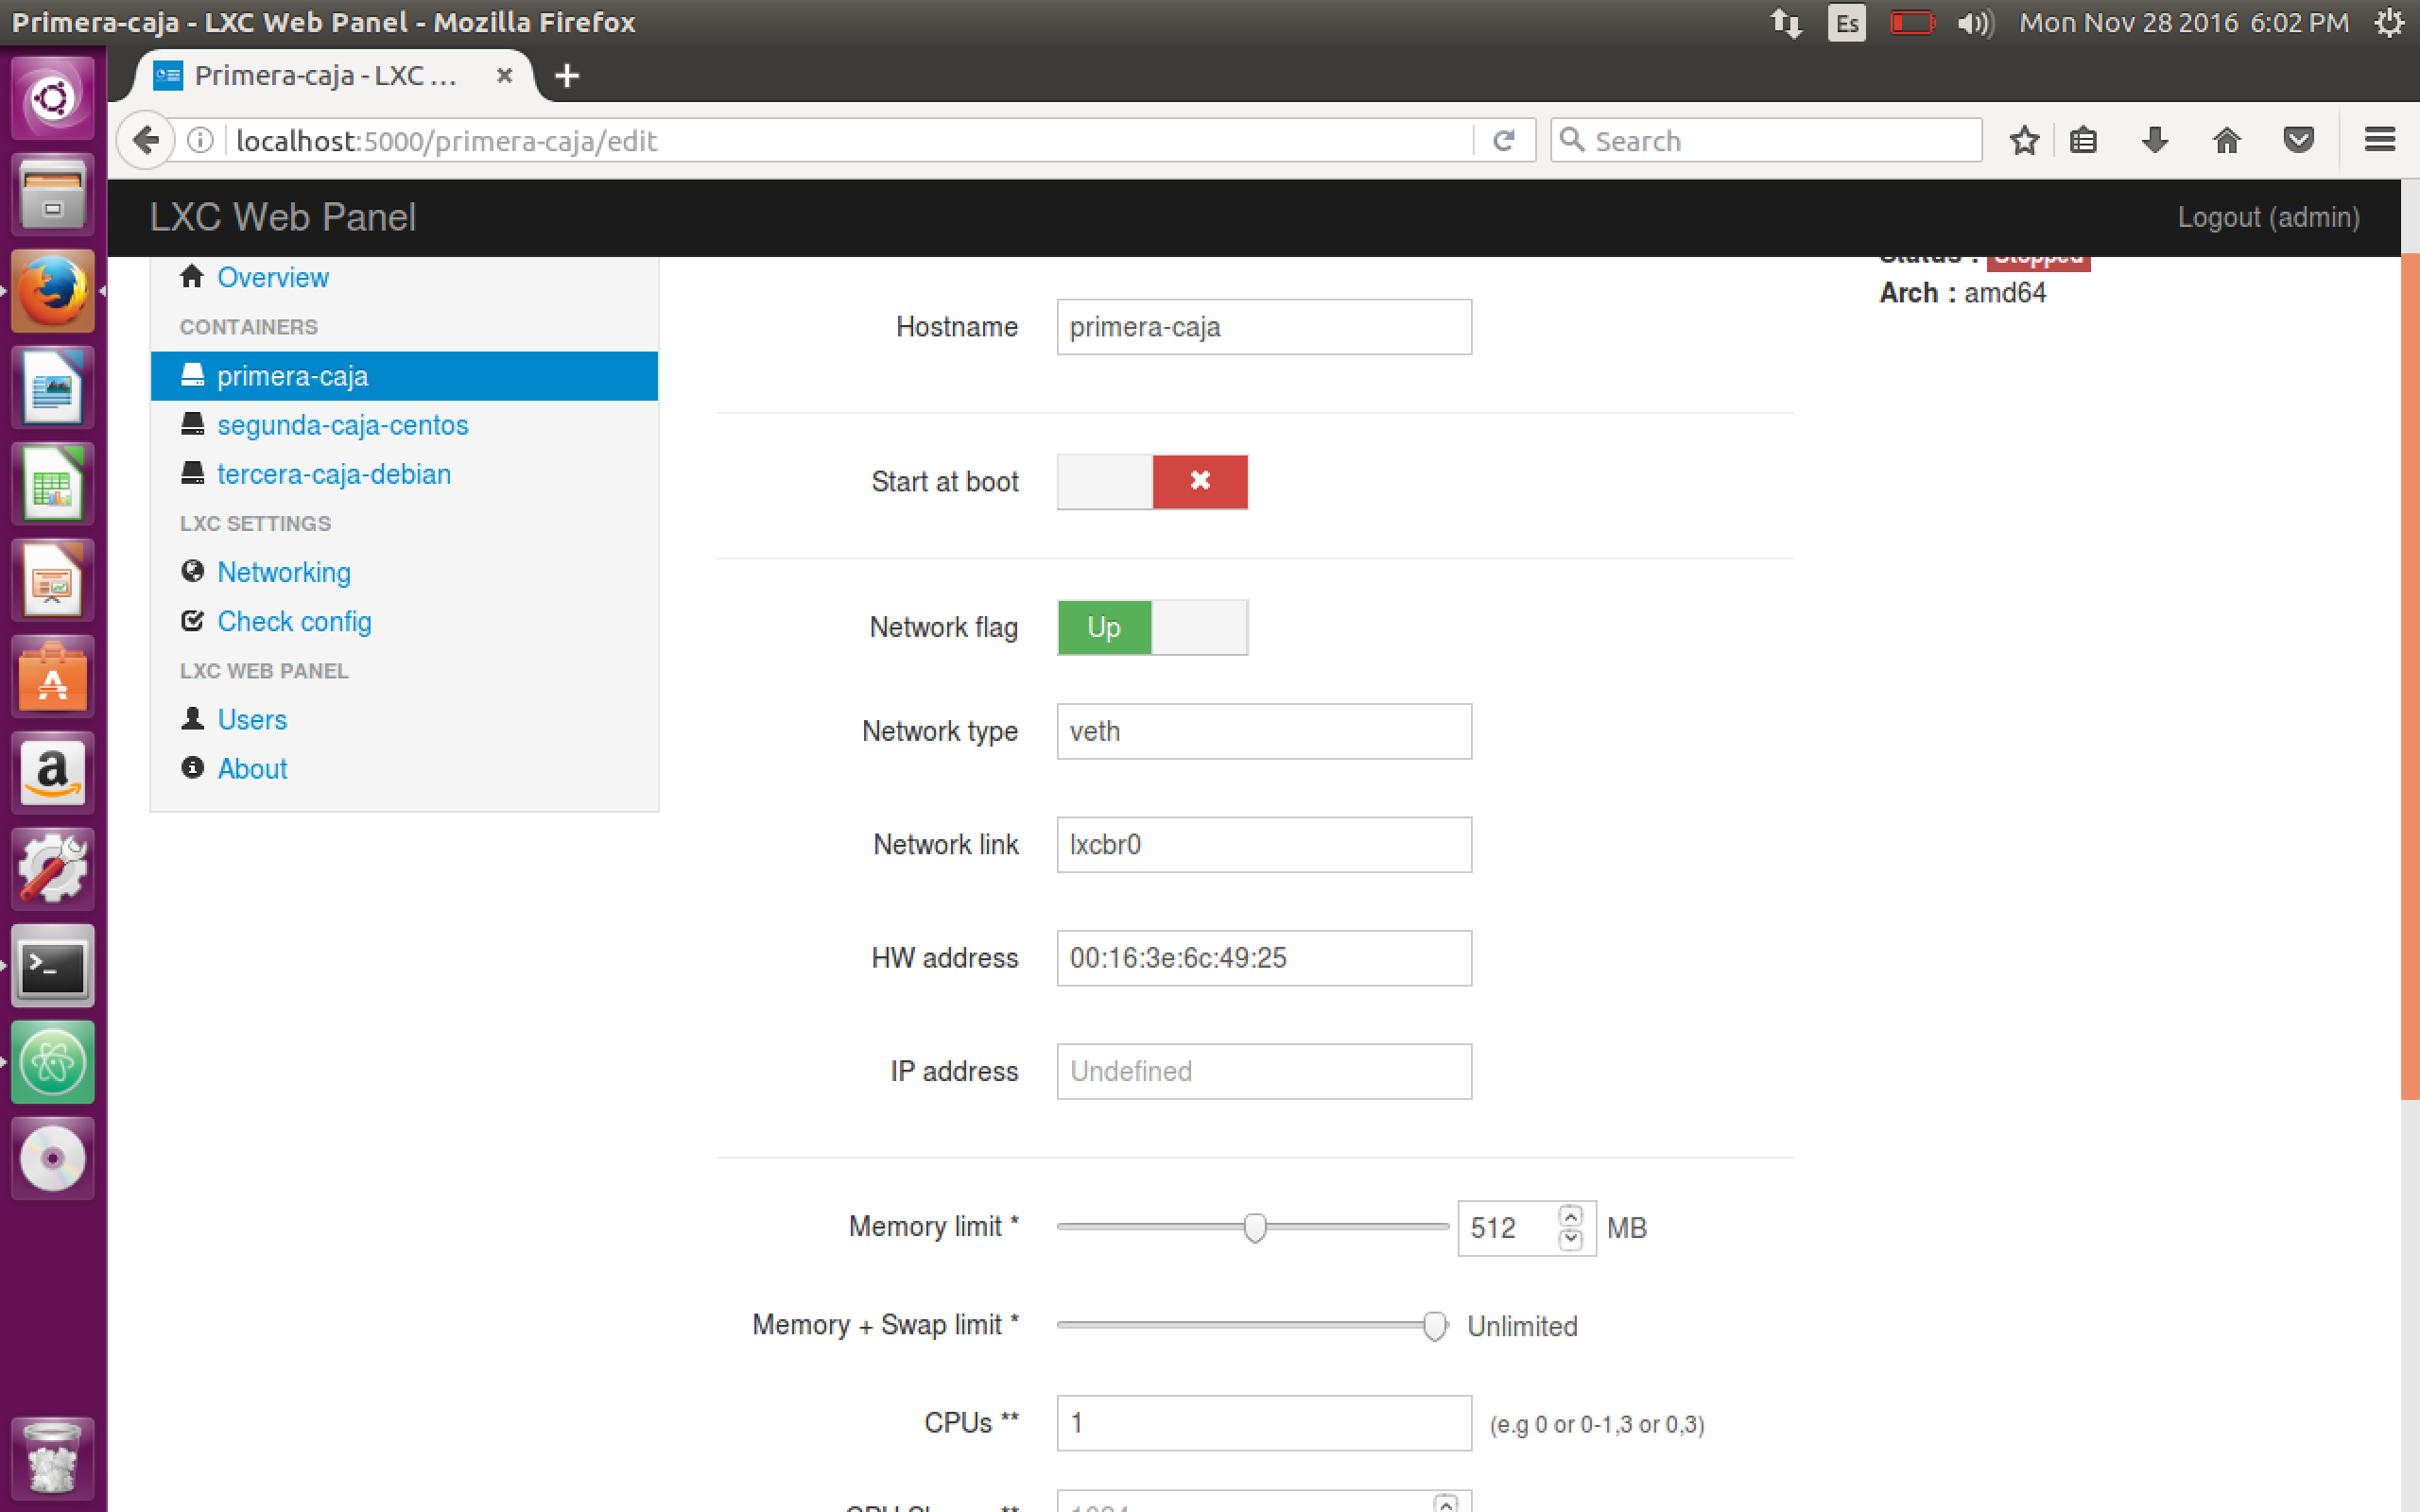 Primera-caja - LXC Web Panel - Mozilla Firefox
Es
Mon Nov 28 2016 6:02 PM
Primera-caja - LXC ...
localhost:5000/primera-caja/edit
Search
LXC Web Panel
Logout (admin)
Overview
CONTAINERS
primera-caja
segunda-caja-centos
tercera-caja-debian
LXC SETTINGS
Networking
Check config
LXC WEB PANEL
Users
About
Status : Stopped
Arch : amd64
Hostname primera-caja
Start at boot
Network flag Up
Network type veth
Network link lxcbr0
HW address 00:16:3e:6c:49:25
IP address Undefined
Memory limit * 512 MB
Memory + Swap limit * Unlimited
CPUs ** 1 (e.g 0 or 0-1,3 or 0,3)